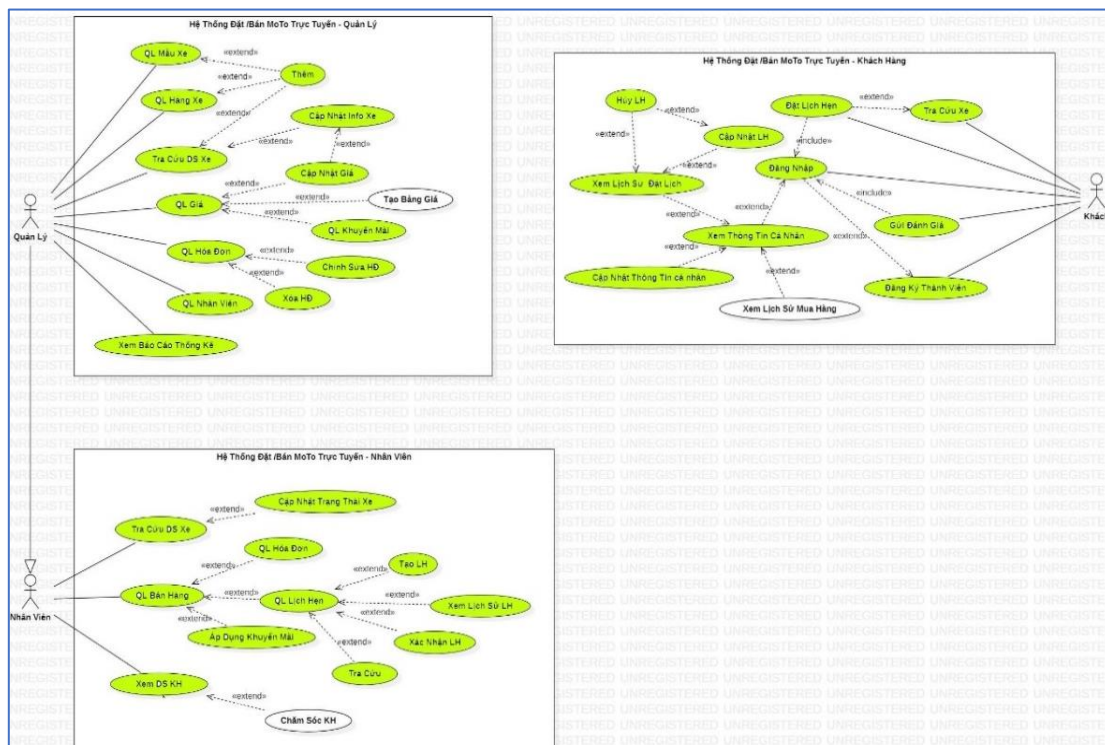 Hệ Thống Đặt /Bán MoTo Trực Tuyến - Quản Lý
QL Mẫu Xe
«extend»
Thêm
«extend»
QL Hãng Xe
«extend»
Cập Nhật Info Xe
Tra Cứu DS Xe
«extend»
Cập Nhật Giá
«extend»
«extend»
Tạo Bảng Giá
QL Giá
«extend»
QL Khuyến Mãi
QL Hóa Đơn
«extend»
Chỉnh Sửa HĐ
«extend»
QL Nhân Viên
Xóa HĐ
Xem Báo Cáo Thống Kê
Quản Lý
Hệ Thống Đặt /Bán MoTo Trực Tuyến - Khách Hàng
Hủy LH
«extend»
Đặt Lịch Hẹn
«extend»
Tra Cứu Xe
«extend»
Cập Nhật LH
«include»
«extend»
Đăng Nhập
Xem Lịch Sử Đặt Lịch
«include»
«extend»
«extend»
Gửi Đánh Giá
Xem Thông Tin Cá Nhân
«extend»
«extend»
«extend»
Cập Nhật Thông Tin cá nhân
Đăng Ký Thành Viên
Xem Lịch Sử Mua Hàng
Khách
Hệ Thống Đặt /Bán MoTo Trực Tuyến - Nhân Viên
Cập Nhật Trạng Thái Xe
Tra Cứu DS Xe
«extend»
QL Hóa Đơn
«extend»
Tạo LH
«extend»
QL Bán Hàng
«extend»
QL Lịch Hẹn
«extend»
Xem Lịch Sử LH
«extend»
Áp Dụng Khuyến Mãi
«extend»
«extend»
Xác Nhận LH
Tra Cứu
Xem DS KH
«extend»
Chăm Sóc KH
Nhân Viên
UNREGISTERED